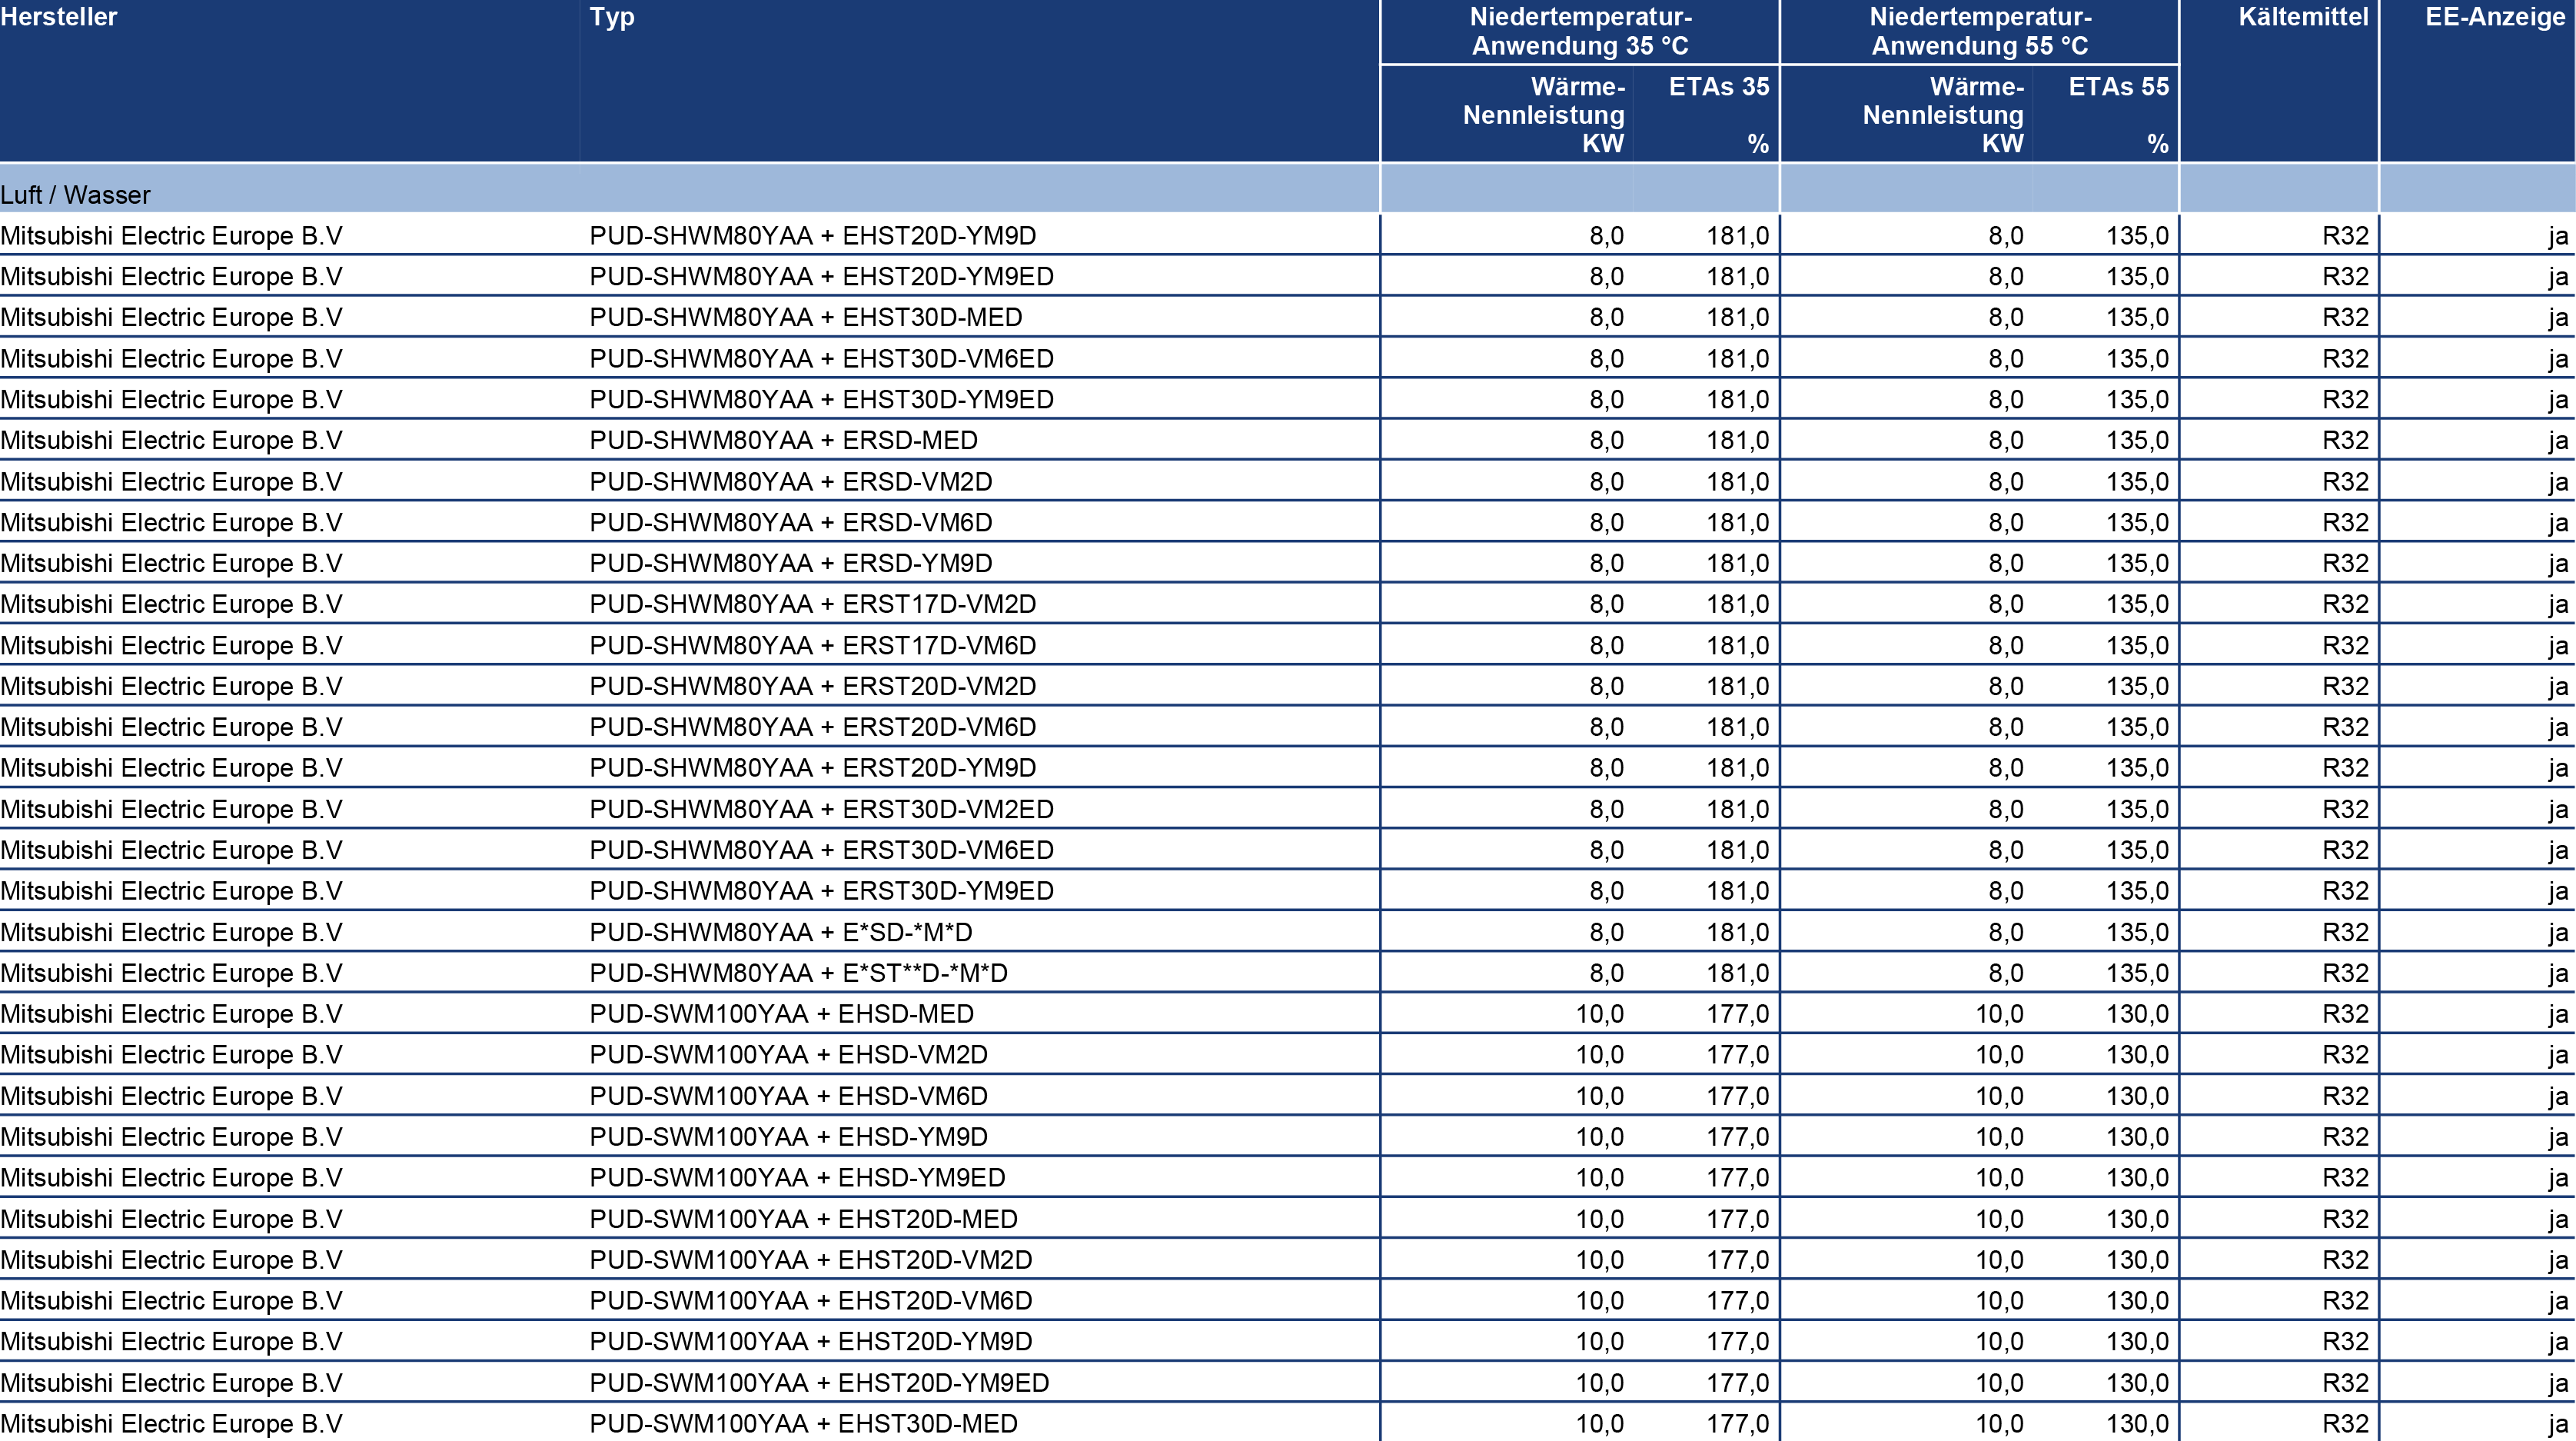 Hersteller Typ Niedertemperatur- Niedertemperatur- Kältemittel EE-Anzeige
Anwendung 35 °C Anwendung 55 °C
Wärme- ETAs 35 Wärme- ETAs 55
Nennleistung Nennleistung
KW % KW %
Luft / Wasser
Mitsubishi Electric Europe B.V PUD-SHWM80YAA + EHST20D-YM9D 8,0 181,0 8,0 135,0 R32 ja
Mitsubishi Electric Europe B.V PUD-SHWM80YAA + EHST20D-YM9ED 8,0 181,0 8,0 135,0 R32 ja
Mitsubishi Electric Europe B.V PUD-SHWM80YAA + EHST30D-MED 8,0 181,0 8,0 135,0 R32 ja
Mitsubishi Electric Europe B.V PUD-SHWM80YAA + EHST30D-VM6ED 8,0 181,0 8,0 135,0 R32 ja
Mitsubishi Electric Europe B.V PUD-SHWM80YAA + EHST30D-YM9ED 8,0 181,0 8,0 135,0 R32 ja
Mitsubishi Electric Europe B.V PUD-SHWM80YAA + ERSD-MED 8,0 181,0 8,0 135,0 R32 ja
Mitsubishi Electric Europe B.V PUD-SHWM80YAA + ERSD-VM2D 8,0 181,0 8,0 135,0 R32 ja
Mitsubishi Electric Europe B.V PUD-SHWM80YAA + ERSD-VM6D 8,0 181,0 8,0 135,0 R32 ja
Mitsubishi Electric Europe B.V PUD-SHWM80YAA + ERSD-YM9D 8,0 181,0 8,0 135,0 R32 ja
Mitsubishi Electric Europe B.V PUD-SHWM80YAA + ERST17D-VM2D 8,0 181,0 8,0 135,0 R32 ja
Mitsubishi Electric Europe B.V PUD-SHWM80YAA + ERST17D-VM6D 8,0 181,0 8,0 135,0 R32 ja
Mitsubishi Electric Europe B.V PUD-SHWM80YAA + ERST20D-VM2D 8,0 181,0 8,0 135,0 R32 ja
Mitsubishi Electric Europe B.V PUD-SHWM80YAA + ERST20D-VM6D 8,0 181,0 8,0 135,0 R32 ja
Mitsubishi Electric Europe B.V PUD-SHWM80YAA + ERST20D-YM9D 8,0 181,0 8,0 135,0 R32 ja
Mitsubishi Electric Europe B.V PUD-SHWM80YAA + ERST30D-VM2ED 8,0 181,0 8,0 135,0 R32 ja
Mitsubishi Electric Europe B.V PUD-SHWM80YAA + ERST30D-VM6ED 8,0 181,0 8,0 135,0 R32 ja
Mitsubishi Electric Europe B.V PUD-SHWM80YAA + ERST30D-YM9ED 8,0 181,0 8,0 135,0 R32 ja
Mitsubishi Electric Europe B.V PUD-SHWM80YAA + E*SD-*M*D 8,0 181,0 8,0 135,0 R32 ja
Mitsubishi Electric Europe B.V PUD-SHWM80YAA + E*ST**D-*M*D 8,0 181,0 8,0 135,0 R32 ja
Mitsubishi Electric Europe B.V PUD-SWM100YAA + EHSD-MED 10,0 177,0 10,0 130,0 R32 ja
Mitsubishi Electric Europe B.V PUD-SWM100YAA + EHSD-VM2D 10,0 177,0 10,0 130,0 R32 ja
Mitsubishi Electric Europe B.V PUD-SWM100YAA + EHSD-VM6D 10,0 177,0 10,0 130,0 R32 ja
Mitsubishi Electric Europe B.V PUD-SWM100YAA + EHSD-YM9D 10,0 177,0 10,0 130,0 R32 ja
Mitsubishi Electric Europe B.V PUD-SWM100YAA + EHSD-YM9ED 10,0 177,0 10,0 130,0 R32 ja
Mitsubishi Electric Europe B.V PUD-SWM100YAA + EHST20D-MED 10,0 177,0 10,0 130,0 R32 ja
Mitsubishi Electric Europe B.V PUD-SWM100YAA + EHST20D-VM2D 10,0 177,0 10,0 130,0 R32 ja
Mitsubishi Electric Europe B.V PUD-SWM100YAA + EHST20D-VM6D 10,0 177,0 10,0 130,0 R32 ja
Mitsubishi Electric Europe B.V PUD-SWM100YAA + EHST20D-YM9D 10,0 177,0 10,0 130,0 R32 ja
Mitsubishi Electric Europe B.V PUD-SWM100YAA + EHST20D-YM9ED 10,0 177,0 10,0 130,0 R32 ja
Mitsubishi Electric Europe B.V PUD-SWM100YAA + EHST30D-MED 10,0 177,0 10,0 130,0 R32 ja